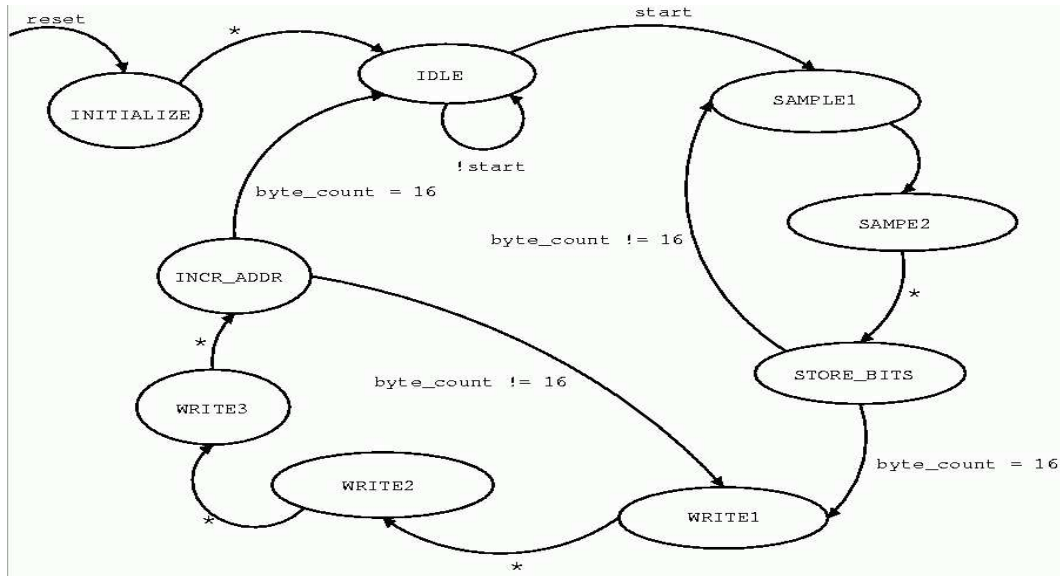 reset
start
*
IDLE
INITIALIZE
SAMPLE1
!start
byte_count = 16
SAMPE2
byte_count != 16
INCR_ADDR
*
*
STORE_BITS
byte_count != 16
WRITE3
byte_count = 16
WRITE2
WRITE1
*
*